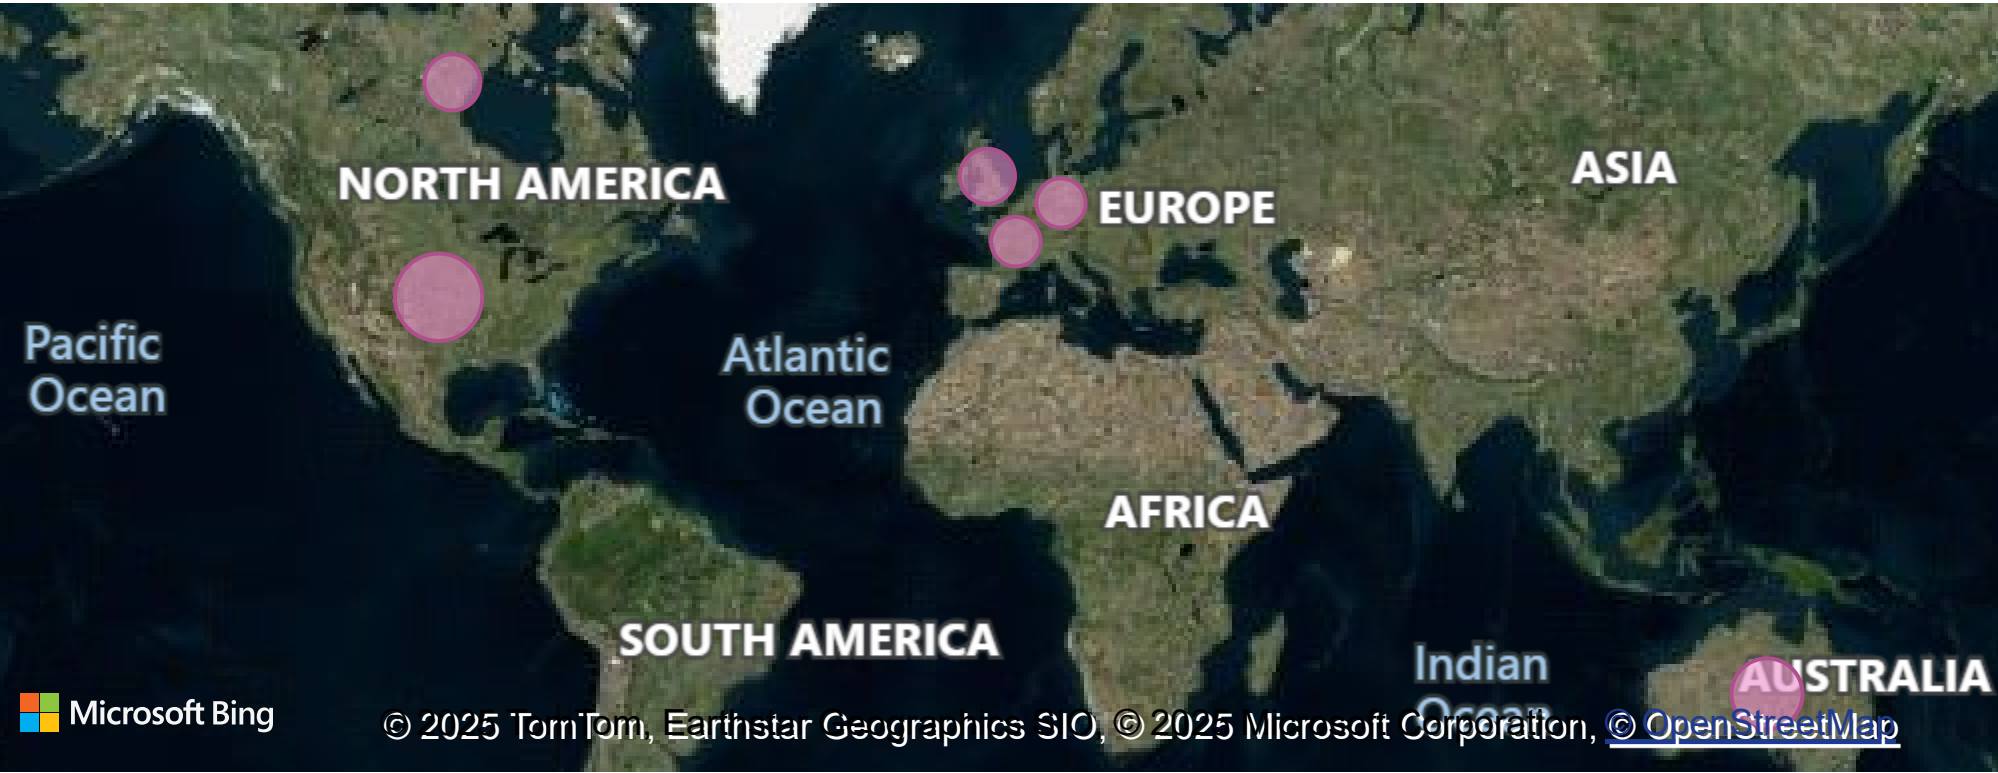 NORTH AMERICA
ASIA
EUROPE
Pacific
Ocean
Atlantic
Ocean
AFRICA
SOUTH AMERICA
Indian
Ocean
AUSTRALIA
Microsoft Bing
© 2025 TomTom, Earthstar Geographics SIO, © 2025 Microsoft Corporation, © OpenStreetMap